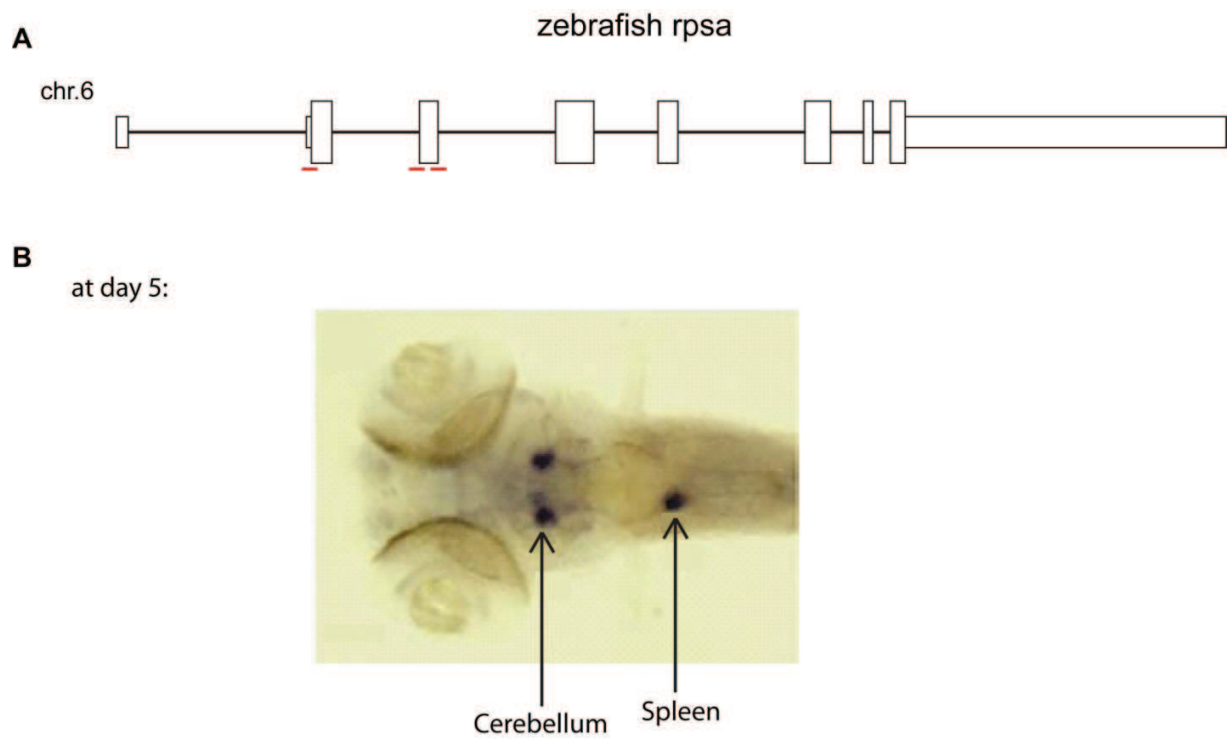 zebrafish rpsa
A
chr.6
B
at day 5:
Cerebellum
Spleen